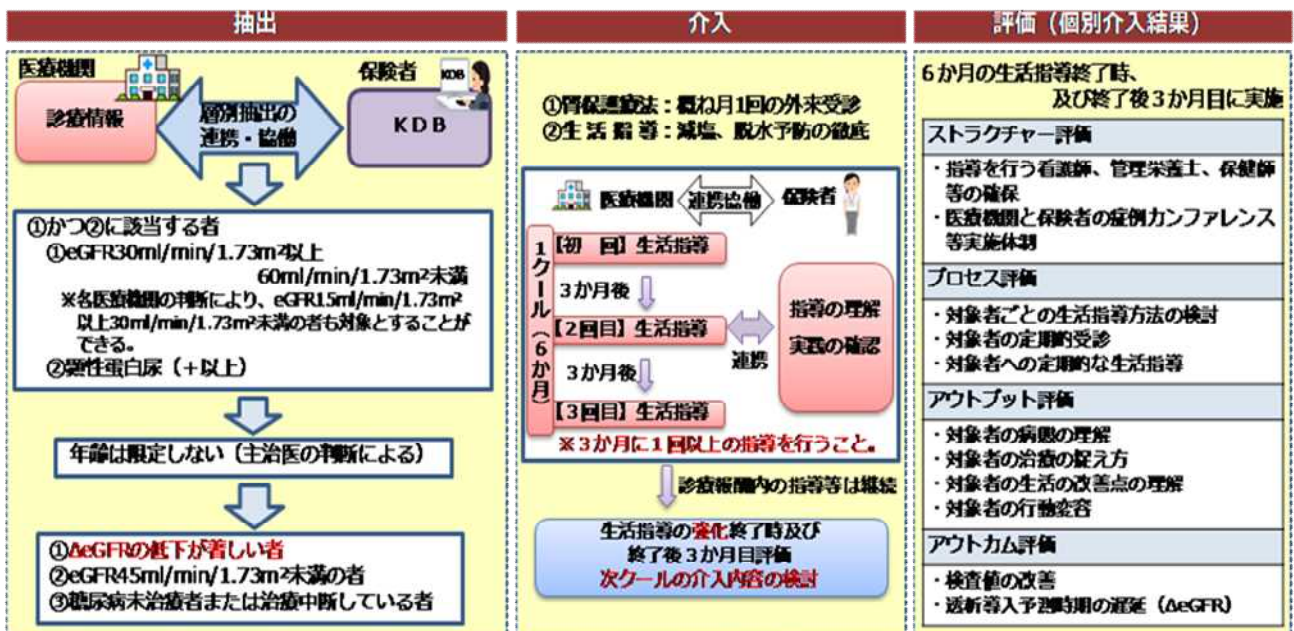 抽出
医療機関
診療情報
層別抽出の
連携・協働
保険者
KDB
KDB
①かつ②に該当する者
①eGFR30ml/min/1.73m²以上
60ml/min/1.73m²未満
※各医療機関の判断により、eGFR15ml/min/1.73m²
以上30ml/min/1.73m²未満の者も対象とすることが
できる。
②顕性蛋白尿（+以上）
年齢は限定しない（主治医の判断による）
①ΔeGFRの低下が著しい者
②eGFR45ml/min/1.73m²未満の者
③糖尿病未治療者または治療中断している者
介入
①腎保護療法：概ね月1回の外来受診
②生活指導：減塩、脱水予防の徹底
医療機関
連携協働
保険者
1クール（6か月）
【初　回】生活指導
3か月後
【2回目】生活指導
3か月後
【3回目】生活指導
連携
指導の理解
実践の確認
※3か月に1回以上の指導を行うこと。
診療報酬内の指導等は継続
生活指導の強化終了時及び
終了後3か月目評価
次クールの介入内容の検討
評価（個別介入結果）
6か月の生活指導終了時、
及び終了後3か月目に実施
ストラクチャー評価
・指導を行う看護師、管理栄養士、保健師
等の確保
・医療機関と保険者の症例カンファレンス
等実施体制
プロセス評価
・対象者ごとの生活指導方法の検討
・対象者の定期的受診
・対象者への定期的な生活指導
アウトプット評価
・対象者の病態の理解
・対象者の治療の捉え方
・対象者の生活の改善点の理解
・対象者の行動変容
アウトカム評価
・検査値の改善
・透析導入予測時期の遅延（ΔeGFR）